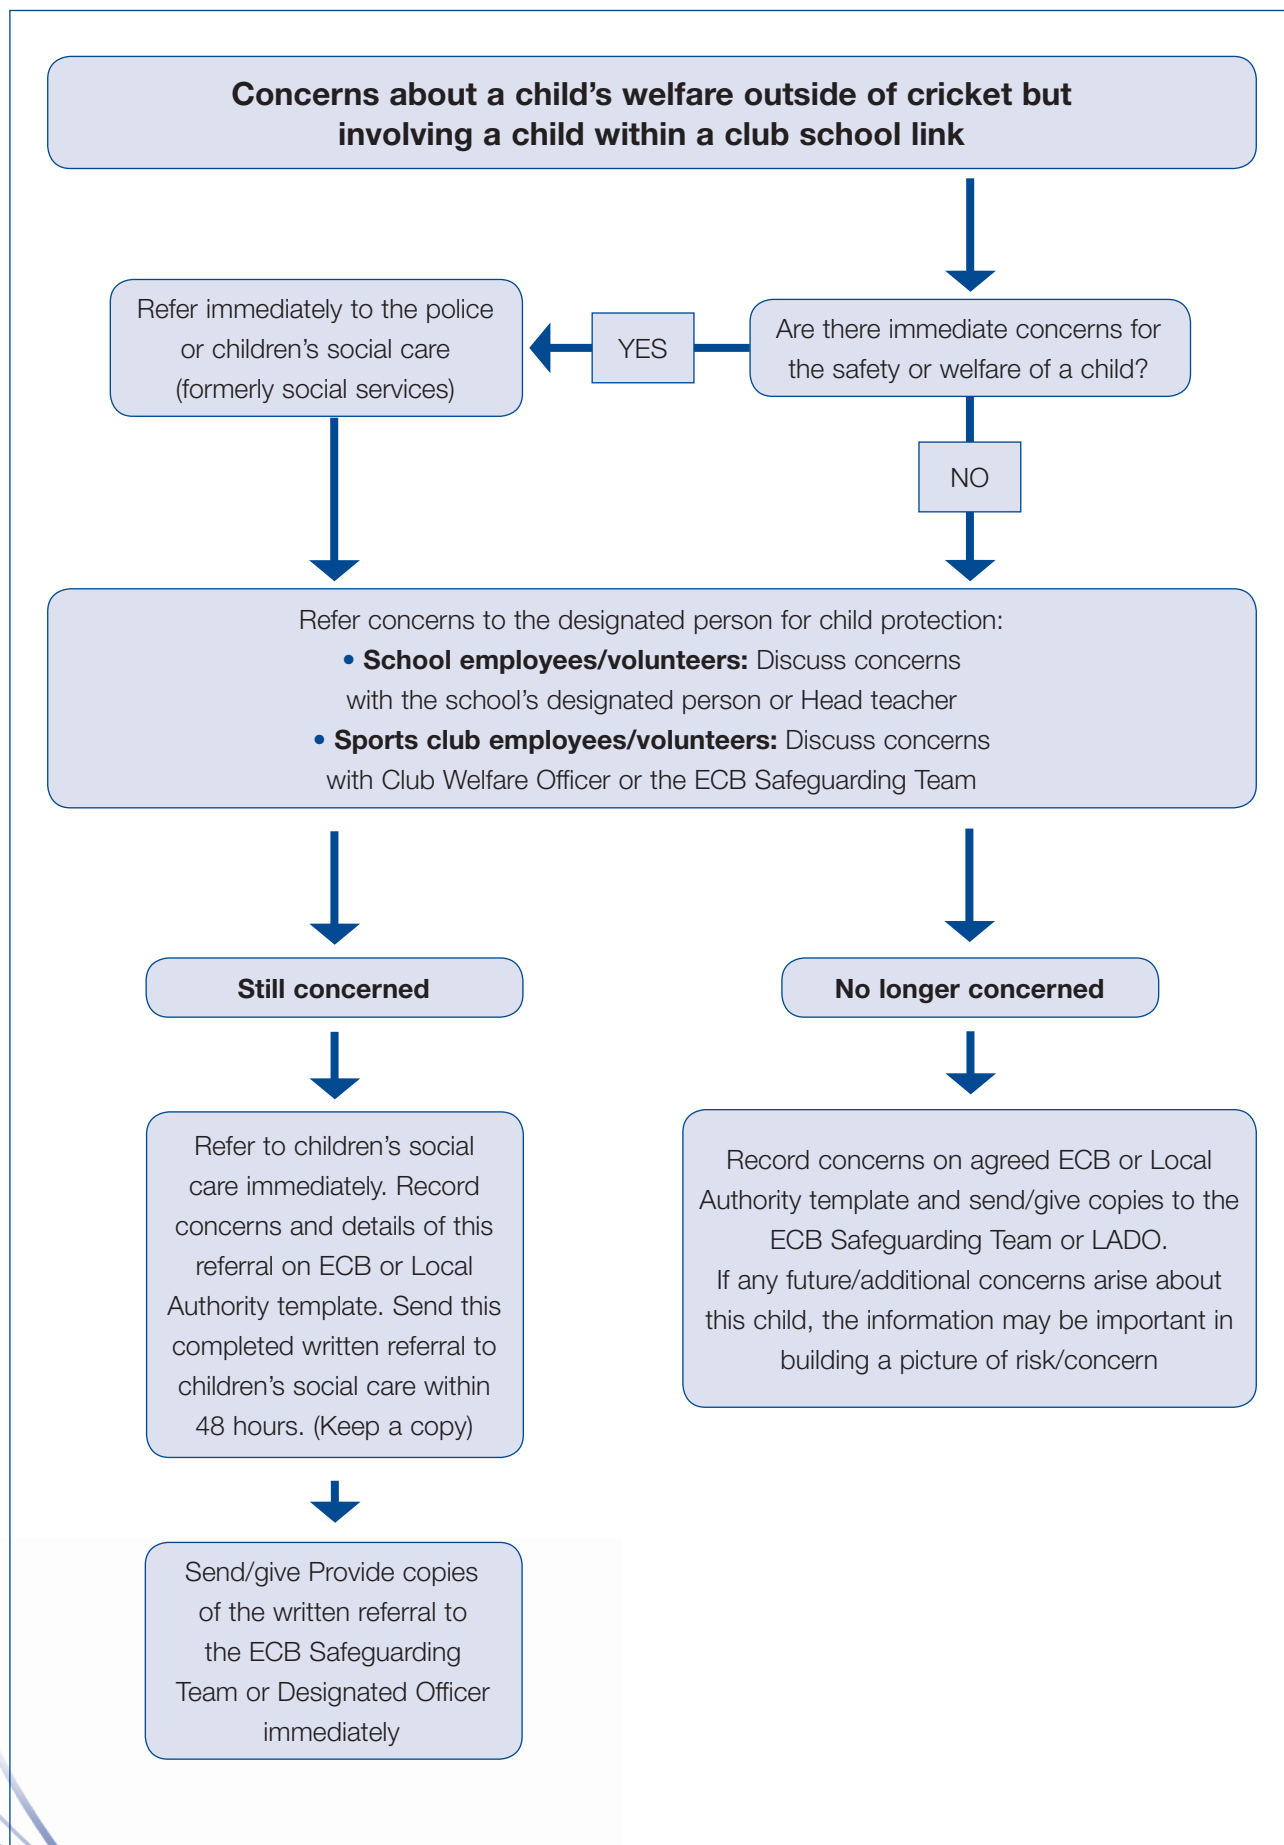 Concerns about a child’s welfare outside of cricket but
involving a child within a club school link
Refer immediately to the police
or children’s social care
(formerly social services)
YES
Are there immediate concerns for
the safety or welfare of a child?
NO
Refer concerns to the designated person for child protection:
• School employees/volunteers: Discuss concerns
with the school’s designated person or Head teacher
• Sports club employees/volunteers: Discuss concerns
with Club Welfare Officer or the ECB Safeguarding Team
Still concerned
No longer concerned
Refer to children’s social
care immediately. Record
concerns and details of this
referral on ECB or Local
Authority template. Send this
completed written referral to
children’s social care within
48 hours. (Keep a copy)
Record concerns on agreed ECB or Local
Authority template and send/give copies to the
ECB Safeguarding Team or LADO.
If any future/additional concerns arise about
this child, the information may be important in
building a picture of risk/concern
Send/give Provide copies
of the written referral to
the ECB Safeguarding
Team or Designated Officer
immediately